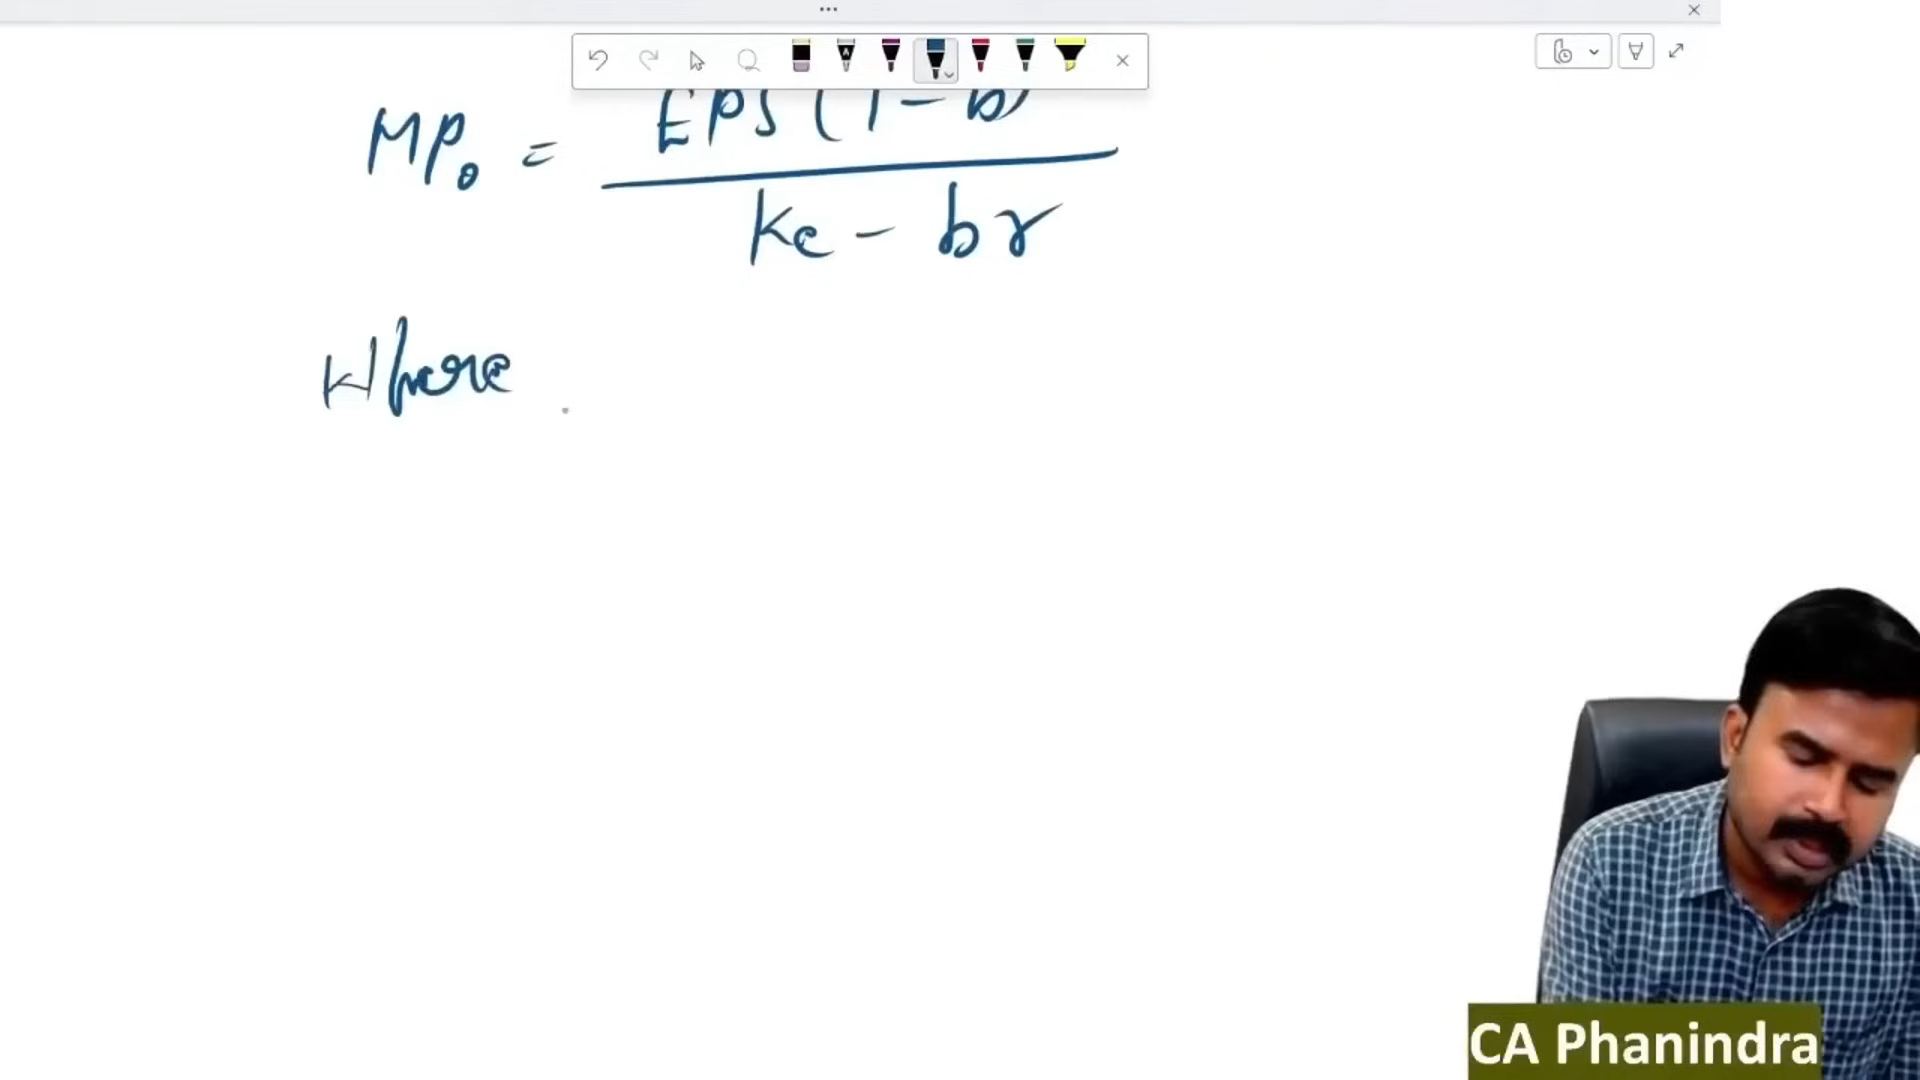 MP₀ = EPS (1 - b)
Ke - br
Where
CA Phanindra